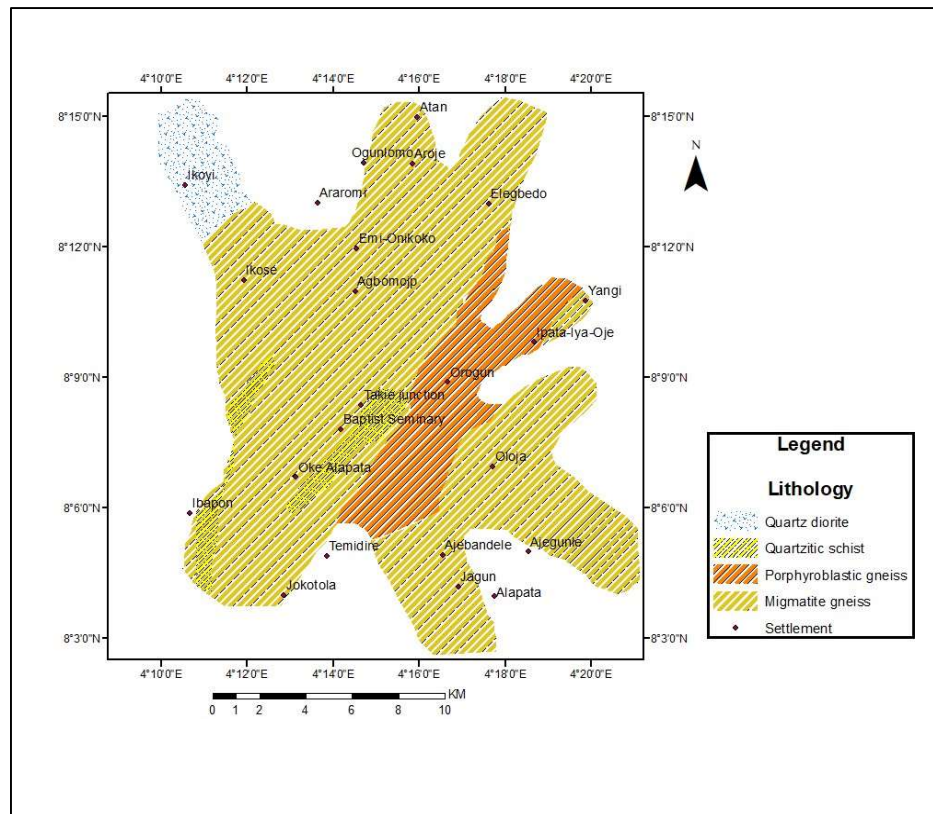 4°10'0"E 4°12'0"E 4°14'0"E 4°16'0"E 4°18'0"E 4°20'0"E
8°15'0"N 8°15'0"N
Atan
Ogunlomo Aroje
Ikoyi
Araromi
Elegbedo
N
8°12'0"N 8°12'0"N
Emi-Onikoko
Ikose
Agbomojp
Yangi
Ipata-Iya-Oje
8°9'0"N 8°9'0"N
Orogun
Takie junction
Baptist Seminary
Oke Alapata
Oloja
8°6'0"N 8°6'0"N
Ibapon
Temidire
Ajebandele
Ajegunle
Jokotola
Jagun
Alapata
8°3'0"N 8°3'0"N
4°10'0"E 4°12'0"E 4°14'0"E 4°16'0"E 4°18'0"E 4°20'0"E
KM
0 1 2 4 6 8 10
Legend
Lithology
Quartz diorite
Quartzitic schist
Porphyroblastic gneiss
Migmatite gneiss
Settlement